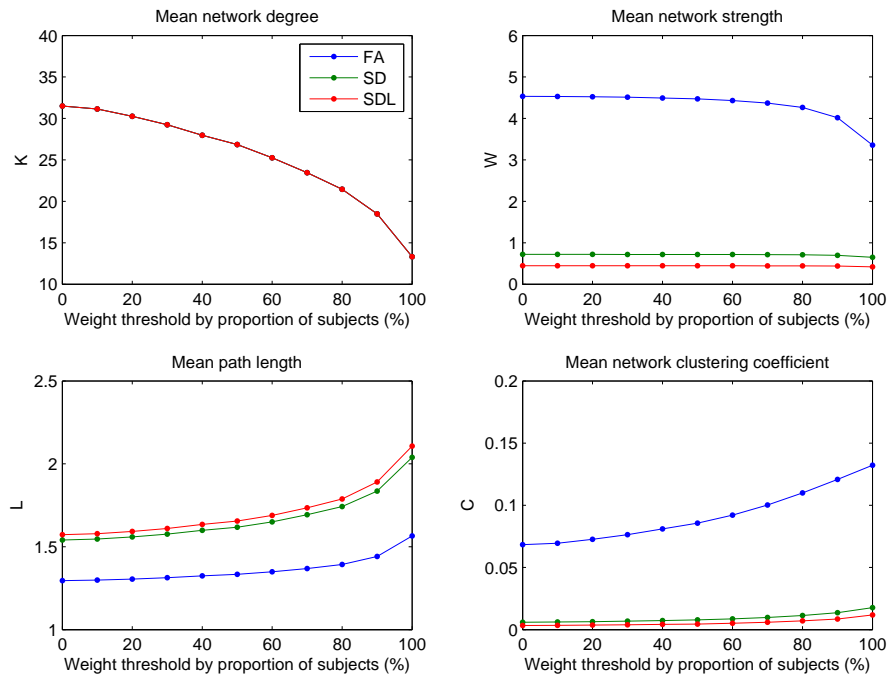 Mean network degree
40
35
30
25
20
15
10
K
FA
SD
SDL
0 20 40 60 80 100
Weight threshold by proportion of subjects (%)
Mean network strength
6
5
4
3
2
1
0
W
0 20 40 60 80 100
Weight threshold by proportion of subjects (%)
Mean path length
2.5
2
1.5
1
L
0 20 40 60 80 100
Weight threshold by proportion of subjects (%)
Mean network clustering coefficient
0.2
0.15
0.1
0.05
0
C
0 20 40 60 80 100
Weight threshold by proportion of subjects (%)